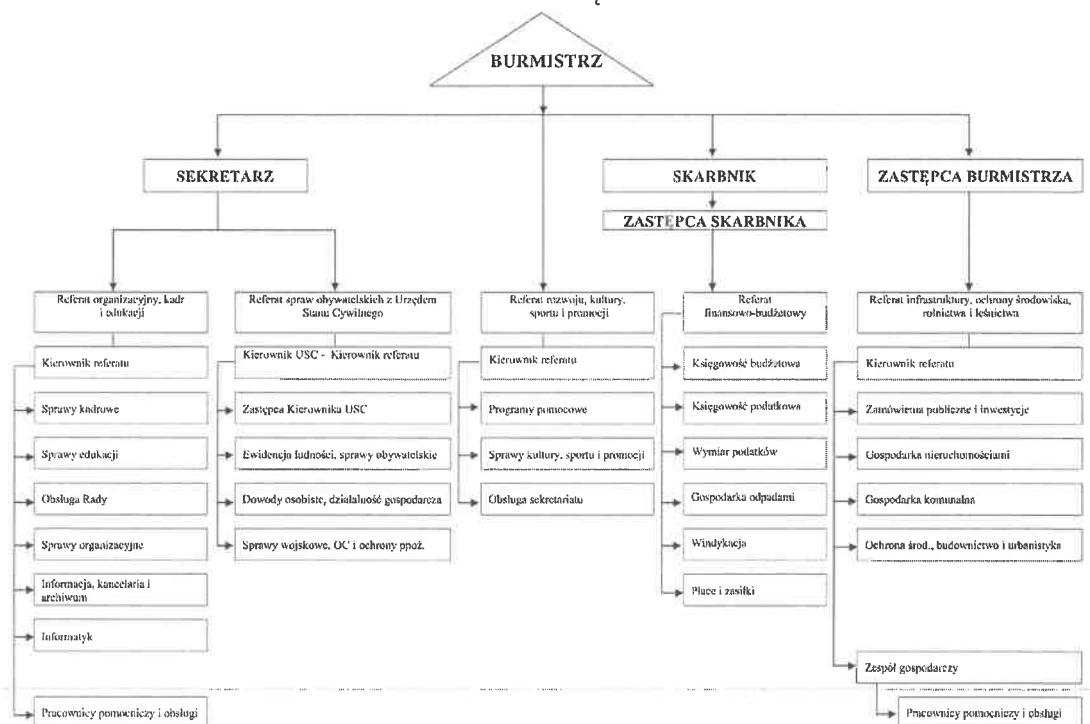 BURMISTRZ
SEKRETARZ
SKARBNIK
ZASTĘPCA BURMISTRZA
ZASTĘPCA SKARBNIKA
Referat organizacyjny, kadr
i edukacji
Referat spraw obywatelskich z Urzędem
Stanu Cywilnego
Referat rozwoju, kultury,
sportu i promocji
Referat
finansowo-budżetowy
Referat infrastruktury, ochrony środowiska,
rolnictwa i leśnictwa
Kierownik referatu
Sprawy kadrowe
Sprawy edukacji
Obsługa Rady
Sprawy organizacyjne
Informacja, kancelaria i
archiwum
Informatyk
Pracownicy pomocniczy i obsługi
Kierownik USC - Kierownik referatu
Zastępca Kierownika USC
Ewidencja ludności, sprawy obywatelskie
Dowody osobiste, działalność gospodarcza
Sprawy wojskowe, OC i ochrony ppoż.
Kierownik referatu
Programy pomocowe
Sprawy kultury, sportu i promocji
Obsługa sekretariatu
Księgowość budżetowa
Księgowość podatkowa
Wymiar podatków
Gospodarka odpadami
Windykacja
Płace i zasiłki
Kierownik referatu
Zamówienia publiczne i inwestycje
Gospodarka nieruchomościami
Gospodarka komunalna
Ochrona środ., budownictwo i urbanistyka
Zespół gospodarczy
Pracownicy pomocniczy i obsługi